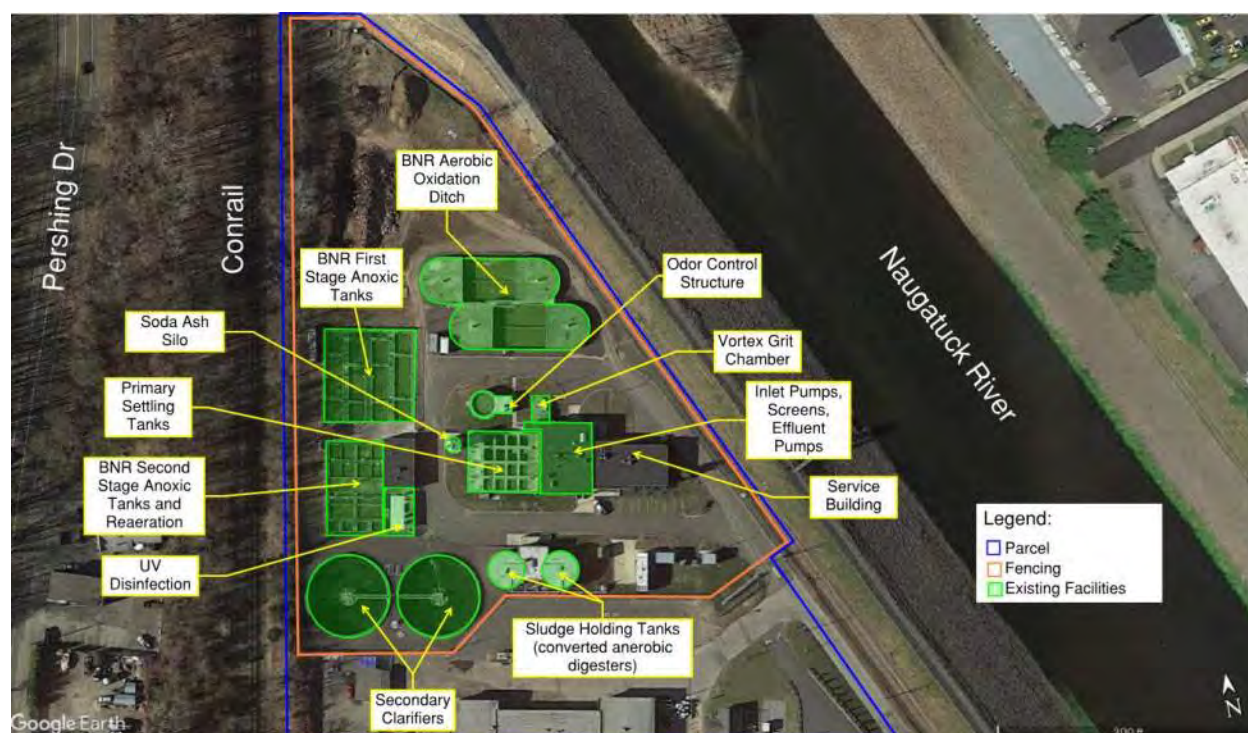 Pershing Dr
Conrail
BNR Aerobic
Oxidation
Ditch
BNR First
Stage Anoxic
Tanks
Odor Control
Structure
Soda Ash
Silo
Vortex Grit
Chamber
Primary
Settling
Tanks
Inlet Pumps,
Screens,
Effluent
Pumps
Naugatuck River
BNR Second
Stage Anoxic
Tanks and
Reaeration
Service
Building
UV
Disinfection
Legend:
Parcel
Fencing
Existing Facilities
Sludge Holding Tanks
(converted anerobic
digesters)
Secondary
Clarifiers
Google Earth
N